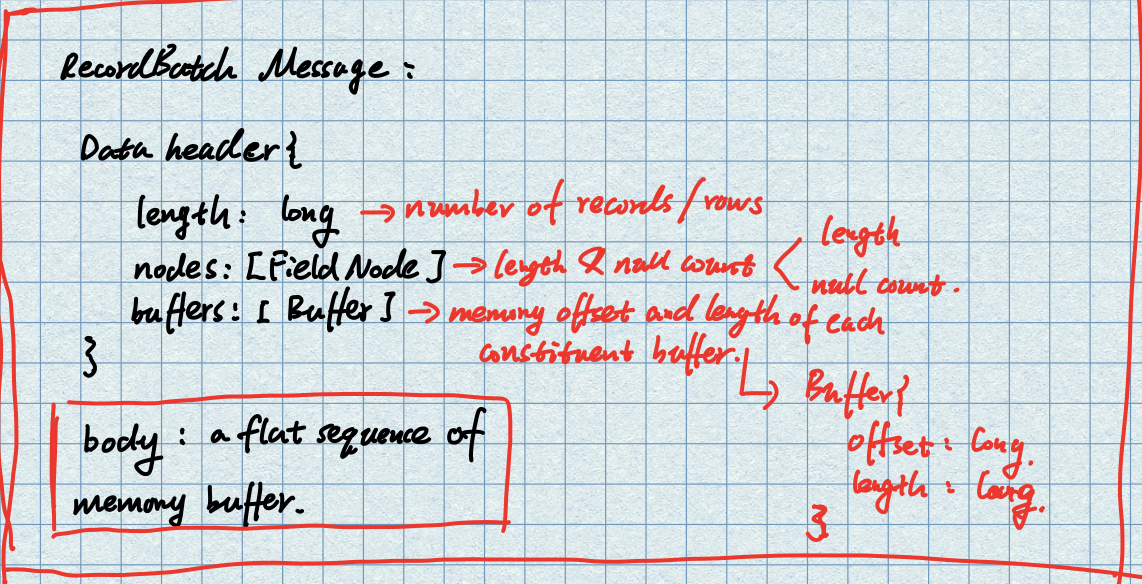 RecordBatch Message :
Data header {
length : long → number of records / rows
nodes : [FieldNode] → length & null count < length
null count .
buffers : [ Buffer ] → memory offset and length of each
constituent buffer.
}
Buffer {
offset : long.
length : long.
}
body : a flat sequence of
memory buffer.